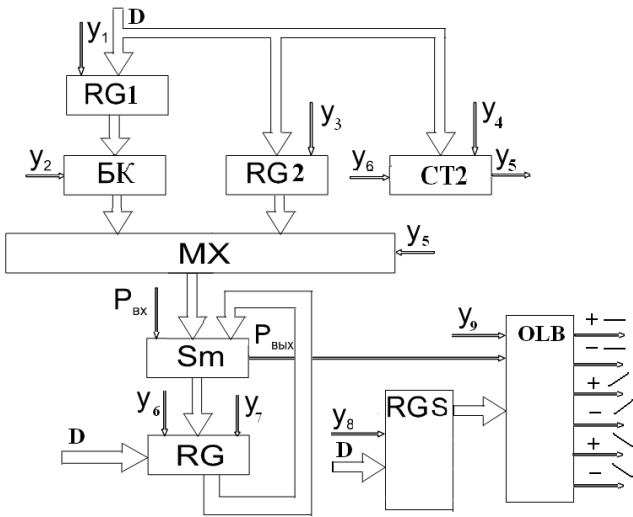 D
y1
RG1
y3
y4
y2
БК
RG2
y6
CT2
y5
MX
y5
Pвх
Pвых
Sm
y9
OLB
+ —
− —
+ ⟋
− ⟋
+ ⟍
− ⟍
y6
y7
D
RG
y8
D
RGS